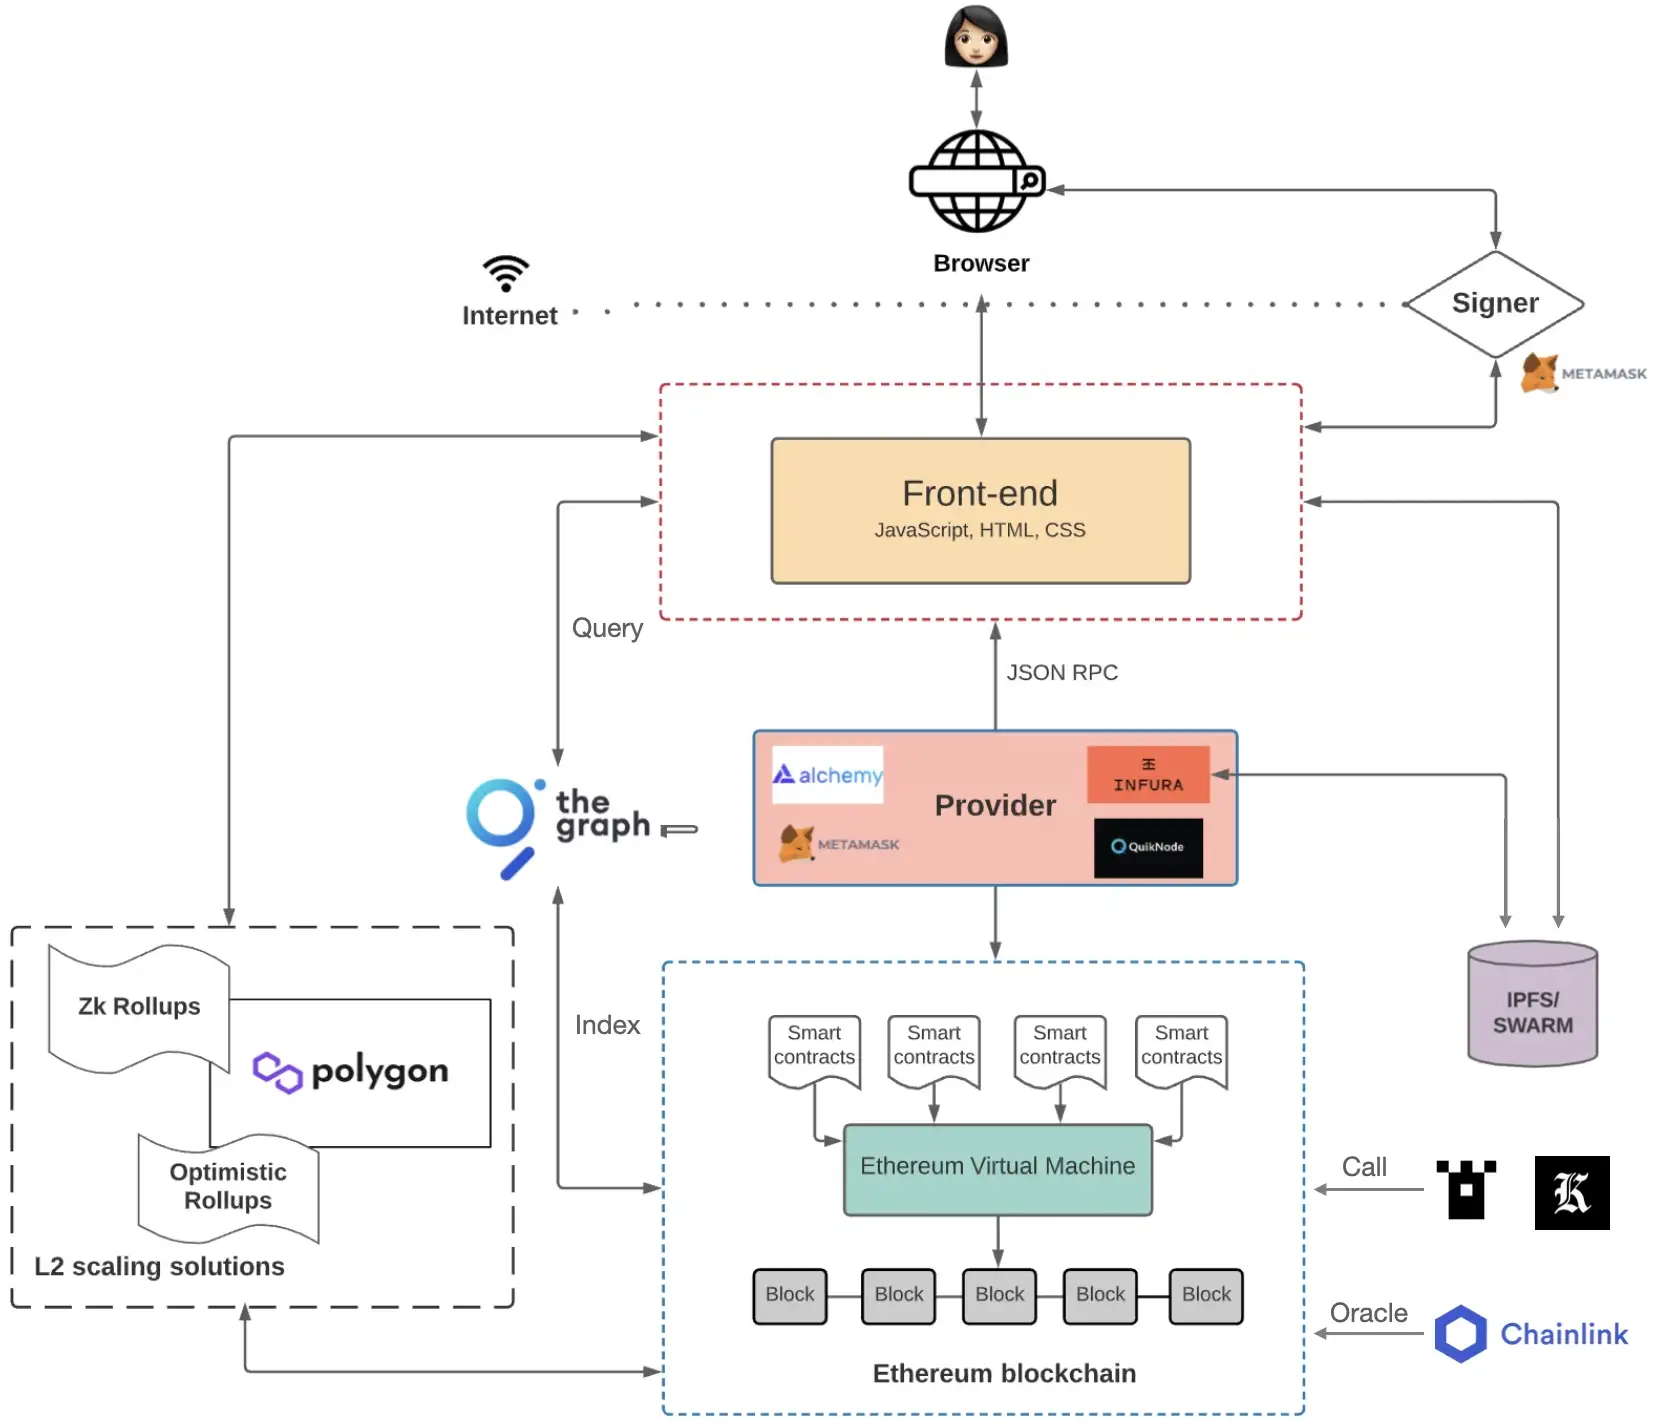 Browser
Internet
Signer
METAMASK
Front-end
JavaScript, HTML, CSS
Query
JSON RPC
alchemy
INFURA
Provider
METAMASK
QuikNode
the
graph
Zk Rollups
polygon
Optimistic
Rollups
L2 scaling solutions
Index
Smart
contracts
Smart
contracts
Smart
contracts
Smart
contracts
IPFS/
SWARM
Ethereum Virtual Machine
Call
K
Block
Block
Block
Block
Block
Oracle
Chainlink
Ethereum blockchain